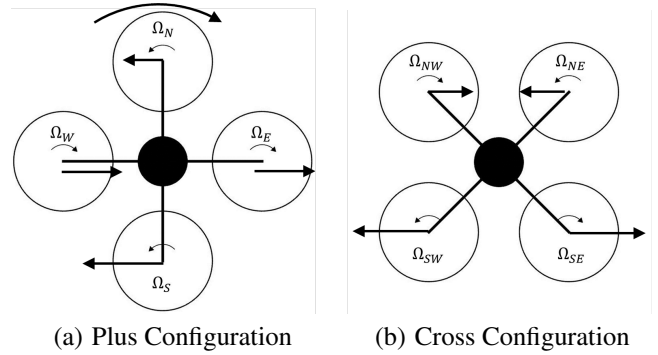 Ω_N
Ω_W
Ω_E
Ω_S
(a) Plus Configuration
Ω_NW
Ω_NE
Ω_SW
Ω_SE
(b) Cross Configuration